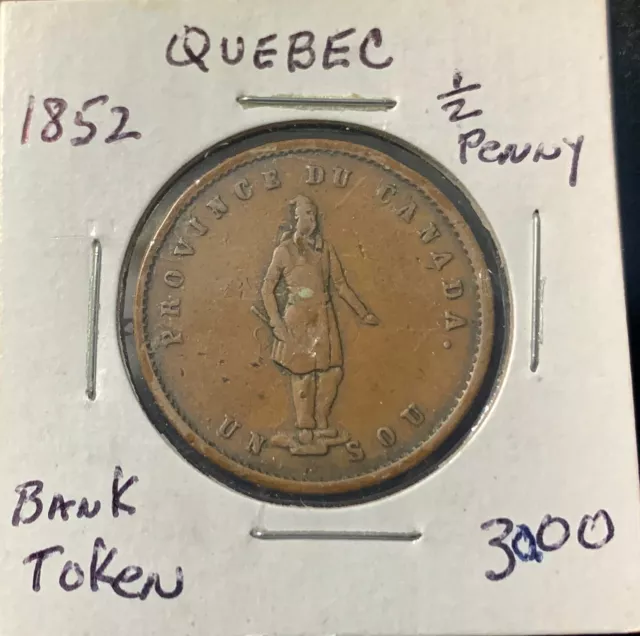 QUEBEC
1852
1/2
Penny
PROVINCE DU CANADA.
UN SOU
BANK
Token
3000